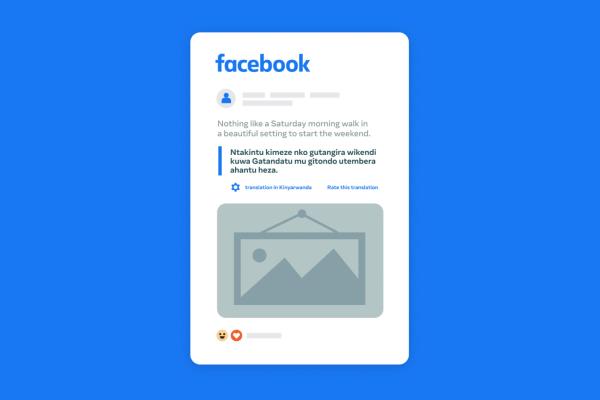 facebook
Nothing like a Saturday morning walk in
a beautiful setting to start the weekend.
Ntakintu kimeze nko gutangira wikendi
kuwa Gatandatu mu gitondo utembera
ahantu heza.
translation in Kinyarwanda Rate this translation